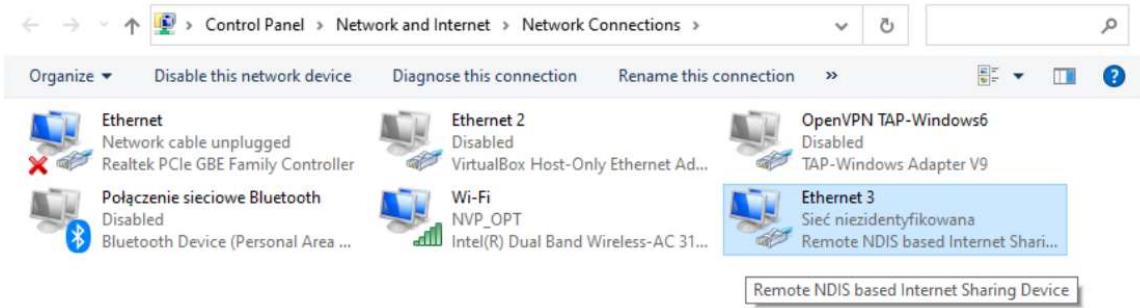 Control Panel > Network and Internet > Network Connections >
Organize Disable this network device Diagnose this connection Rename this connection »
Ethernet
Network cable unplugged
Realtek PCIe GBE Family Controller
Ethernet 2
Disabled
VirtualBox Host-Only Ethernet Ad...
OpenVPN TAP-Windows6
Disabled
TAP-Windows Adapter V9
Połączenie sieciowe Bluetooth
Disabled
Bluetooth Device (Personal Area ...
Wi-Fi
NVP_OPT
Intel(R) Dual Band Wireless-AC 31...
Ethernet 3
Sieć niezidentyfikowana
Remote NDIS based Internet Shari...
Remote NDIS based Internet Sharing Device